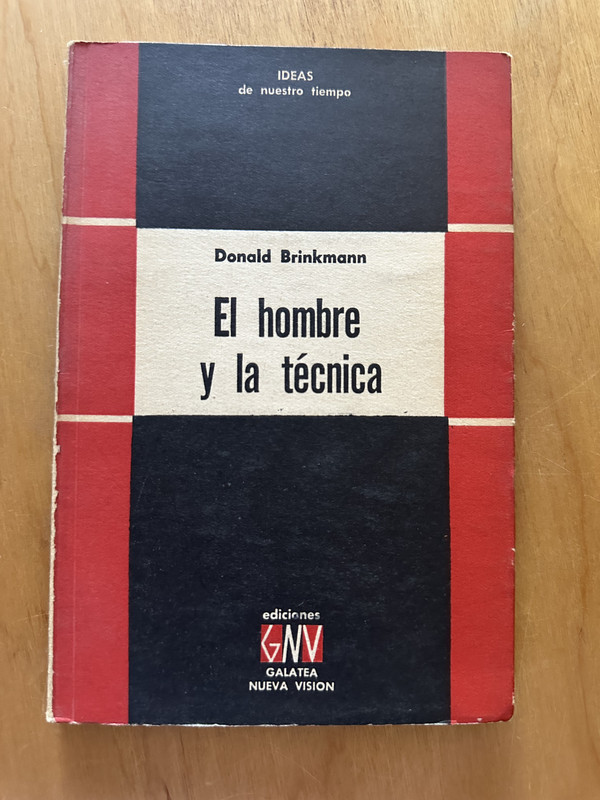 IDEAS
de nuestro tiempo
Donald Brinkmann
El hombre
y la técnica
ediciones
GNV
GALATEA
NUEVA VISION